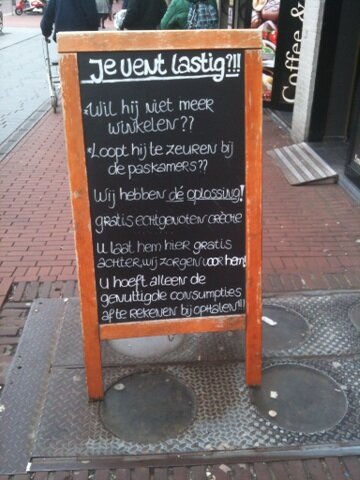 Je vent lastig?!!
Wil hij niet meer
winkelen??
Loopt hij te zeuren bij
de paskamers??
Wij hebben dé oplossing!
gratis echtgenoten crèche
u laat hem hier gratis
achter, wij zorgen voor hem!
u hoeft alleen de
genuttigde consumpties
af te rekenen bij ophalen!!!
Coffee &